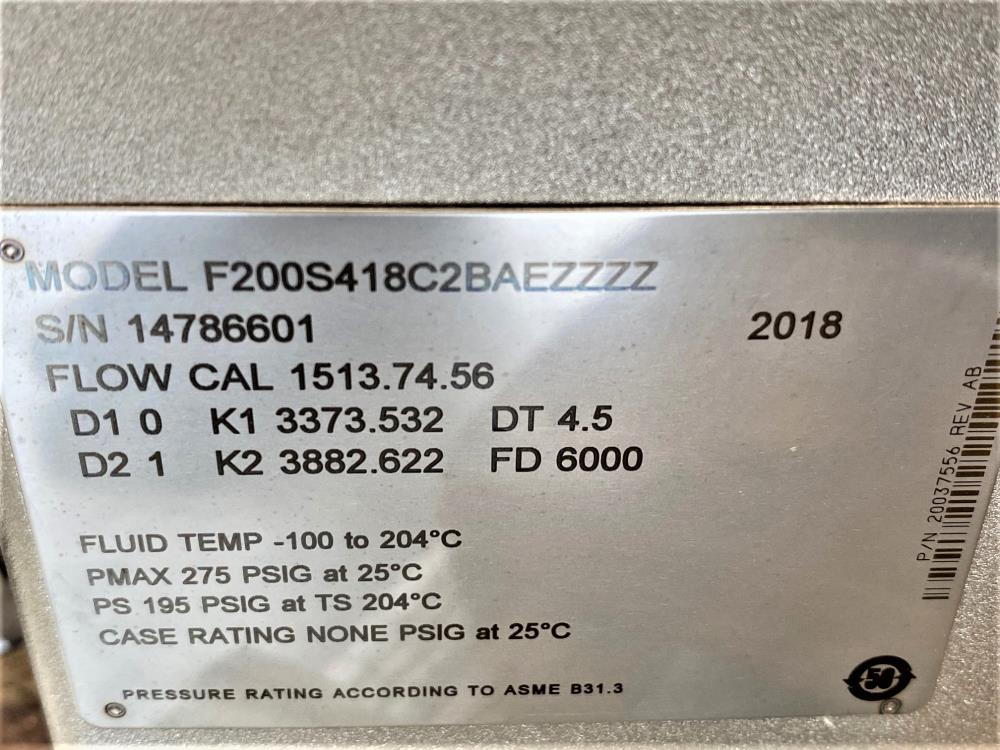 MODEL F200S418C2BAEZZZZ
S/N 14786601
2018
FLOW CAL 1513.74.56
D1 0 K1 3373.532 DT 4.5
D2 1 K2 3882.622 FD 6000
FLUID TEMP -100 to 204°C
PMAX 275 PSIG at 25°C
PS 195 PSIG at TS 204°C
CASE RATING NONE PSIG at 25°C
PRESSURE RATING ACCORDING TO ASME B31.3
P/N 20037556 REV AB
50